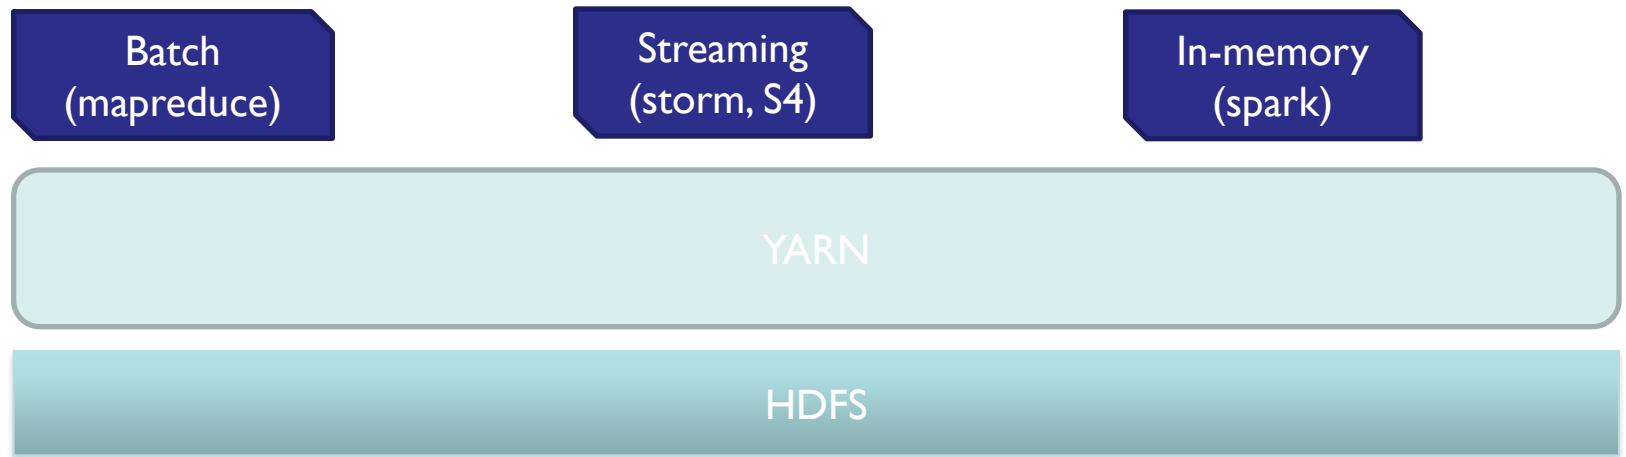 Batch
(mapreduce)
Streaming
(storm, S4)
In-memory
(spark)
YARN
HDFS